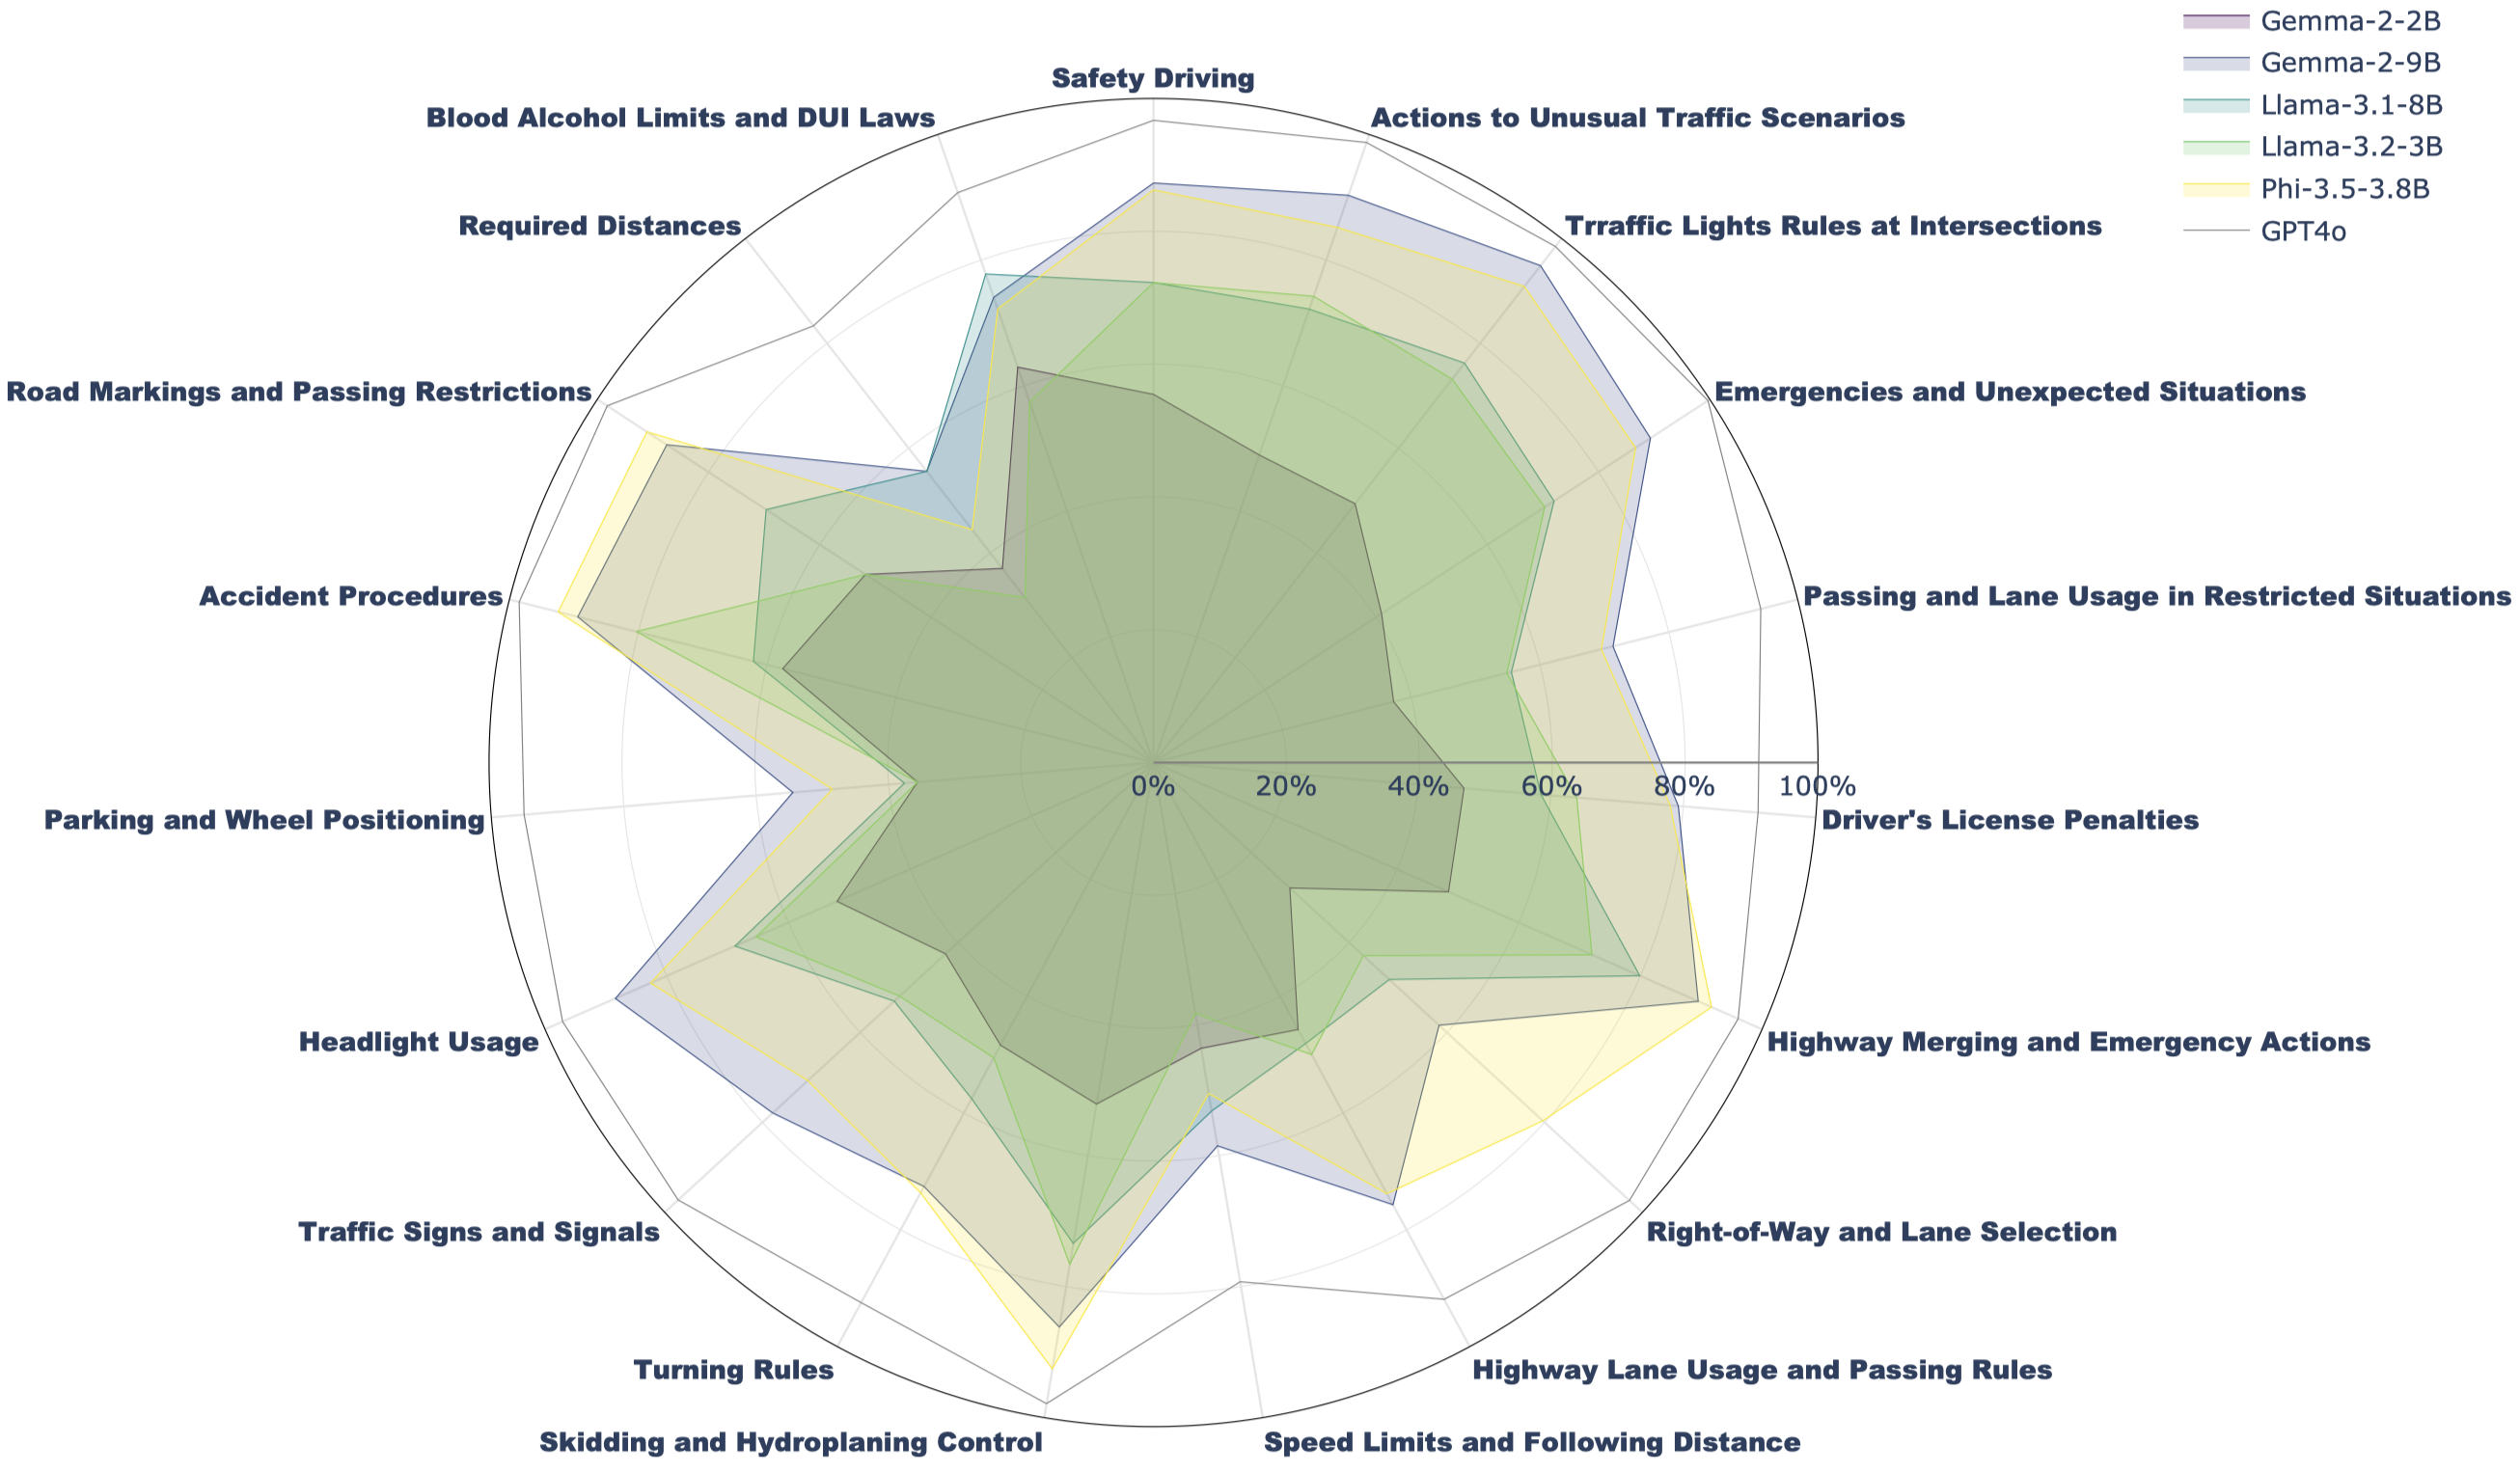 Gemma-2-2B
Gemma-2-9B
Llama-3.1-8B
Llama-3.2-3B
Phi-3.5-3.8B
GPT4o
Safety Driving
Blood Alcohol Limits and DUI Laws
Actions to Unusual Traffic Scenarios
Required Distances
Trraffic Lights Rules at Intersections
Road Markings and Passing Restrictions
Emergencies and Unexpected Situations
Accident Procedures
Passing and Lane Usage in Restricted Situations
0% 20% 40% 60% 80% 100%
Parking and Wheel Positioning
Driver's License Penalties
Headlight Usage
Highway Merging and Emergency Actions
Traffic Signs and Signals
Right-of-Way and Lane Selection
Turning Rules
Highway Lane Usage and Passing Rules
Skidding and Hydroplaning Control
Speed Limits and Following Distance